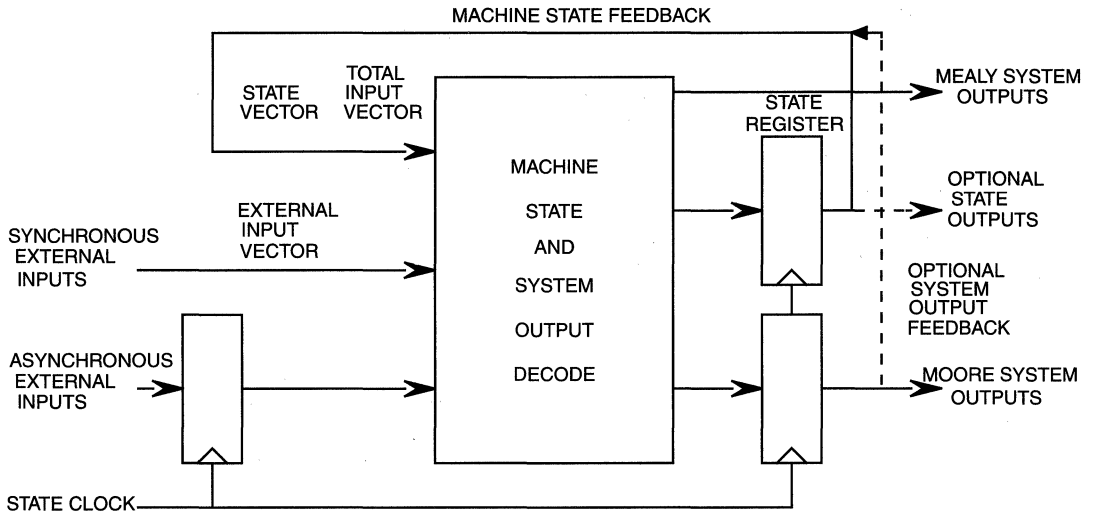 MACHINE STATE FEEDBACK
STATE
VECTOR
TOTAL
INPUT
VECTOR
MEALY SYSTEM
OUTPUTS
STATE
REGISTER
MACHINE
STATE
AND
SYSTEM
OUTPUT
DECODE
OPTIONAL
STATE
OUTPUTS
EXTERNAL
INPUT
VECTOR
SYNCHRONOUS
EXTERNAL
INPUTS
OPTIONAL
SYSTEM
OUTPUT
FEEDBACK
ASYNCHRONOUS
EXTERNAL
INPUTS
MOORE SYSTEM
OUTPUTS
STATE CLOCK